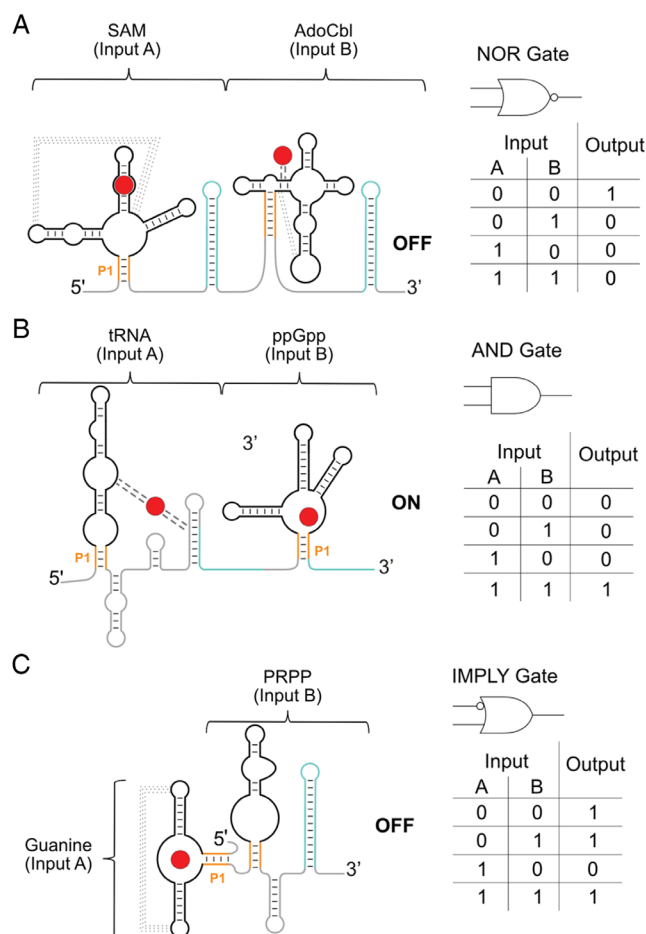 A
SAM
(Input A)
AdoCbl
(Input B)
P1
5'
3'
OFF
NOR Gate
Input Output
A B
0 0 1
0 1 0
1 0 0
1 1 0
B
tRNA
(Input A)
ppGpp
(Input B)
3'
P1
P1
5'
3'
ON
AND Gate
Input Output
A B
0 0 0
0 1 0
1 0 0
1 1 1
C
PRPP
(Input B)
Guanine
(Input A)
5'
P1
3'
OFF
IMPLY Gate
Input Output
A B
0 0 1
0 1 1
1 0 0
1 1 1